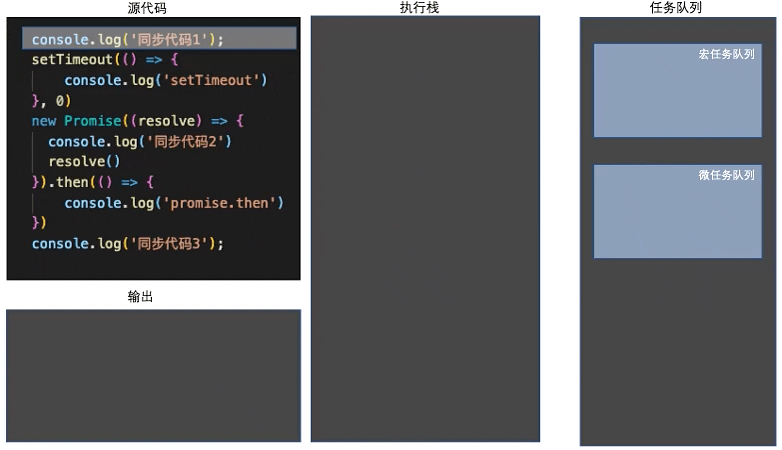 源代码
console.log('同步代码1');
setTimeout(() => {
    console.log('setTimeout')
}, 0)
new Promise((resolve) => {
  console.log('同步代码2')
  resolve()
}).then(() => {
    console.log('promise.then')
})
console.log('同步代码3');
输出
执行栈
任务队列
宏任务队列
微任务队列